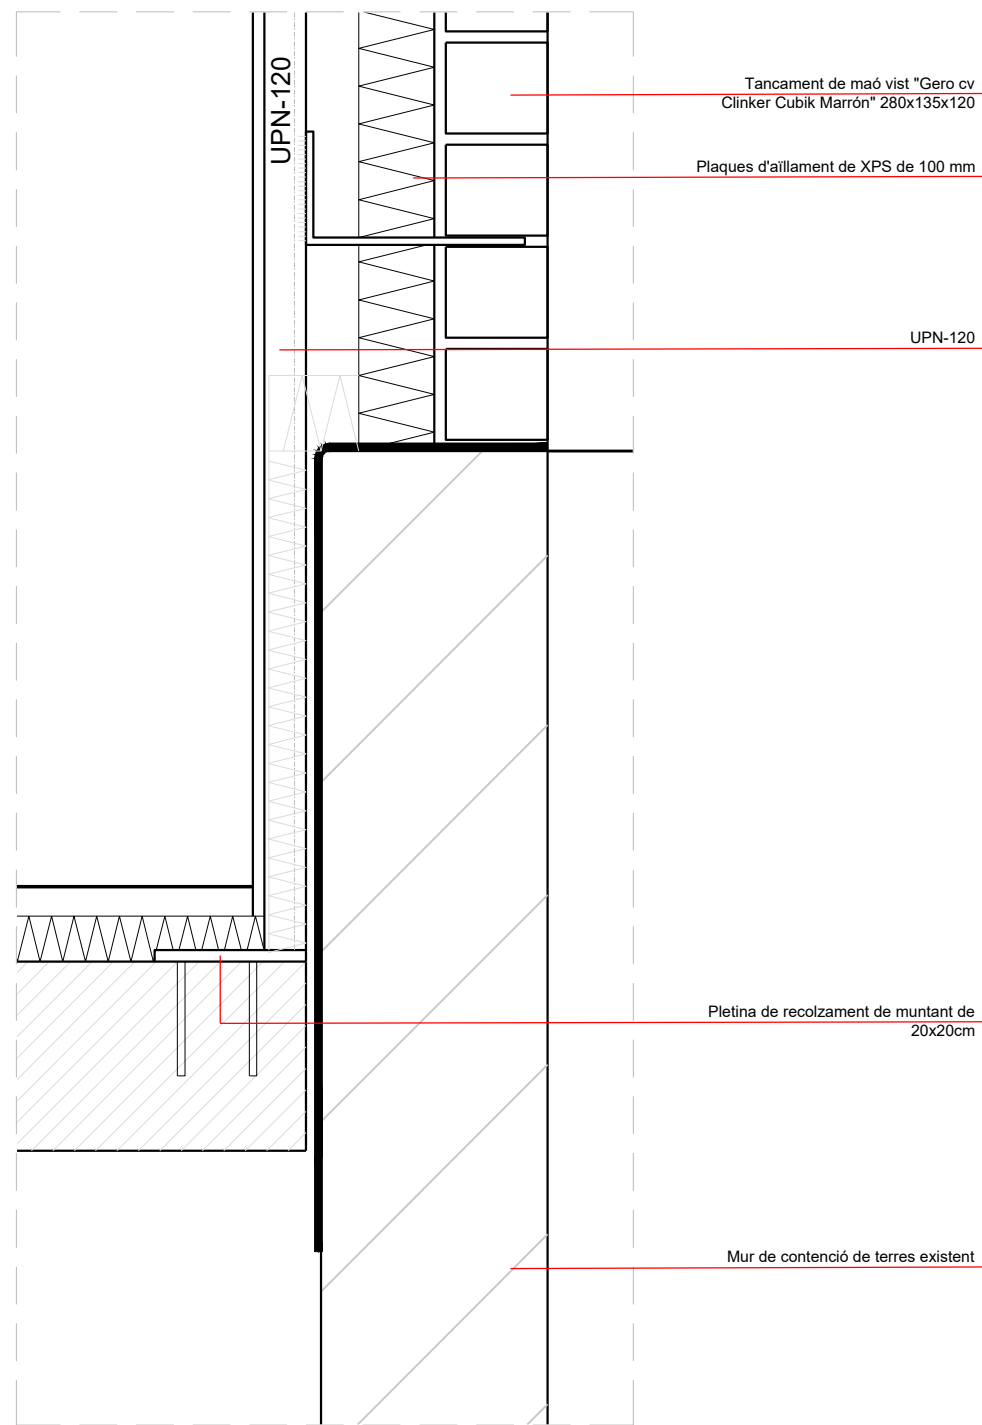 UPN-120
Tancament de maó vist "Gero cv
Clinker Cubik Marrón" 280x135x120
Plaques d'aïllament de XPS de 100 mm
UPN-120
Pletina de recolzament de muntant de
20x20cm
Mur de contenció de terres existent